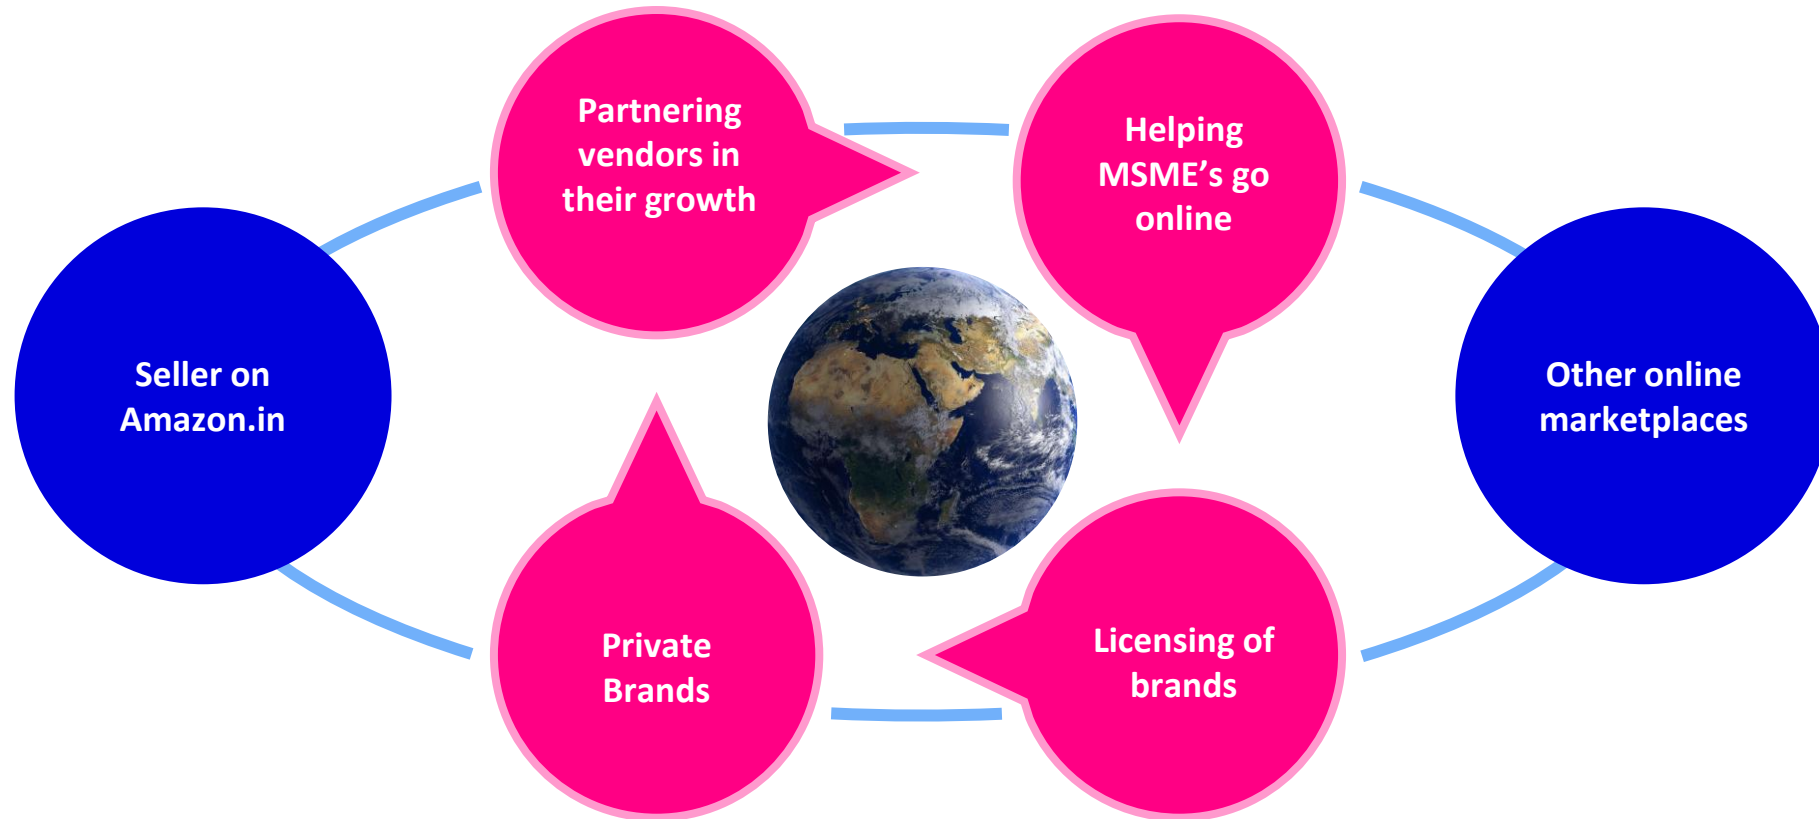 Partnering
vendors in
their growth
Helping
MSME’s go
online
Seller on
Amazon.in
Other online
marketplaces
Private
Brands
Licensing of
brands